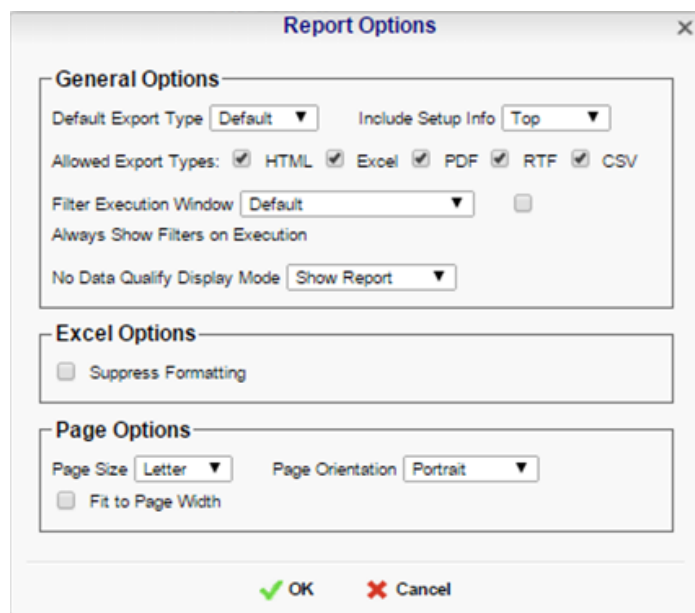 Report Options
General Options
Default Export Type Default Include Setup Info Top
Allowed Export Types: HTML Excel PDF RTF CSV
Filter Execution Window Default
Always Show Filters on Execution
No Data Qualify Display Mode Show Report
Excel Options
Suppress Formatting
Page Options
Page Size Letter Page Orientation Portrait
Fit to Page Width
OK Cancel